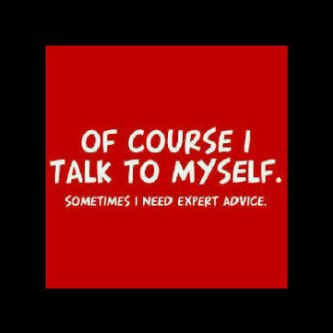 OF COURSE I
TALK TO MYSELF.
SOMETIMES I NEED EXPERT ADVICE.